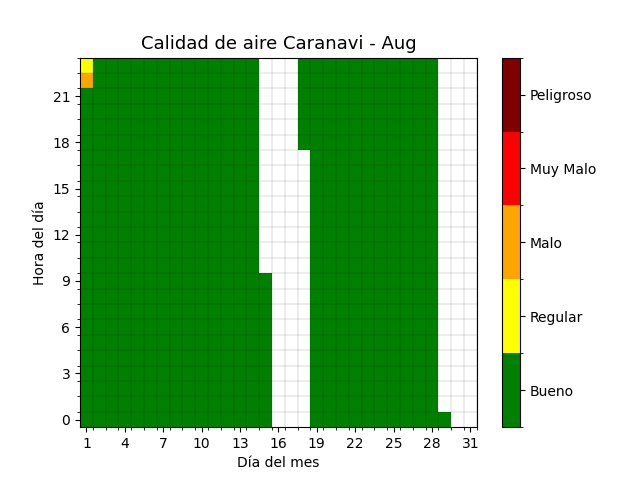 Calidad de aire Caranavi - Aug
Hora del día
21
18
15
12
9
6
3
0
1 4 7 10 13 16 19 22 25 28 31
Día del mes
Peligroso
Muy Malo
Malo
Regular
Bueno